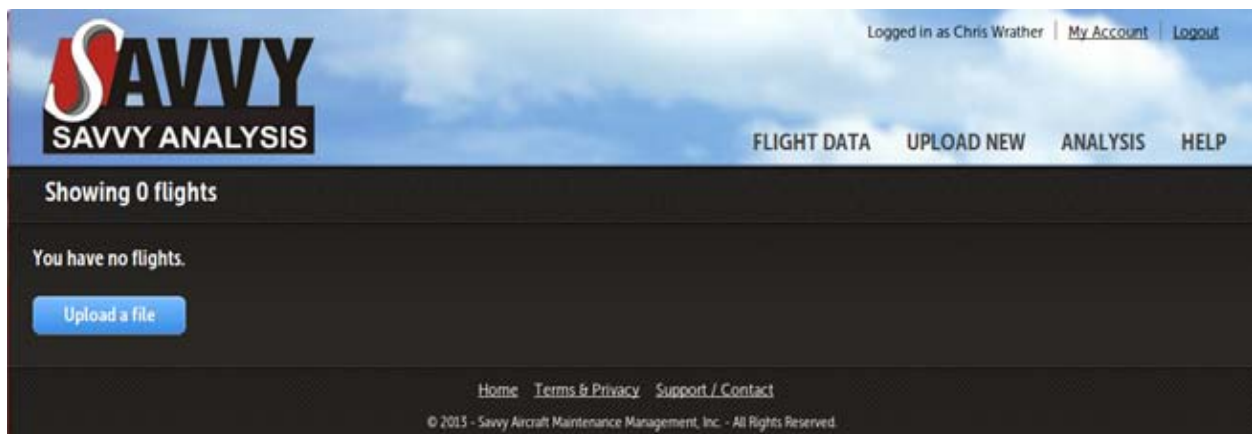 Logged in as Chris Wrather | My Account | Logout
SAVVY
SAVVY ANALYSIS
FLIGHT DATA UPLOAD NEW ANALYSIS HELP
Showing 0 flights
You have no flights.
Upload a file
Home Terms & Privacy Support / Contact
© 2013 - Savvy Aircraft Maintenance Management, Inc. - All Rights Reserved.